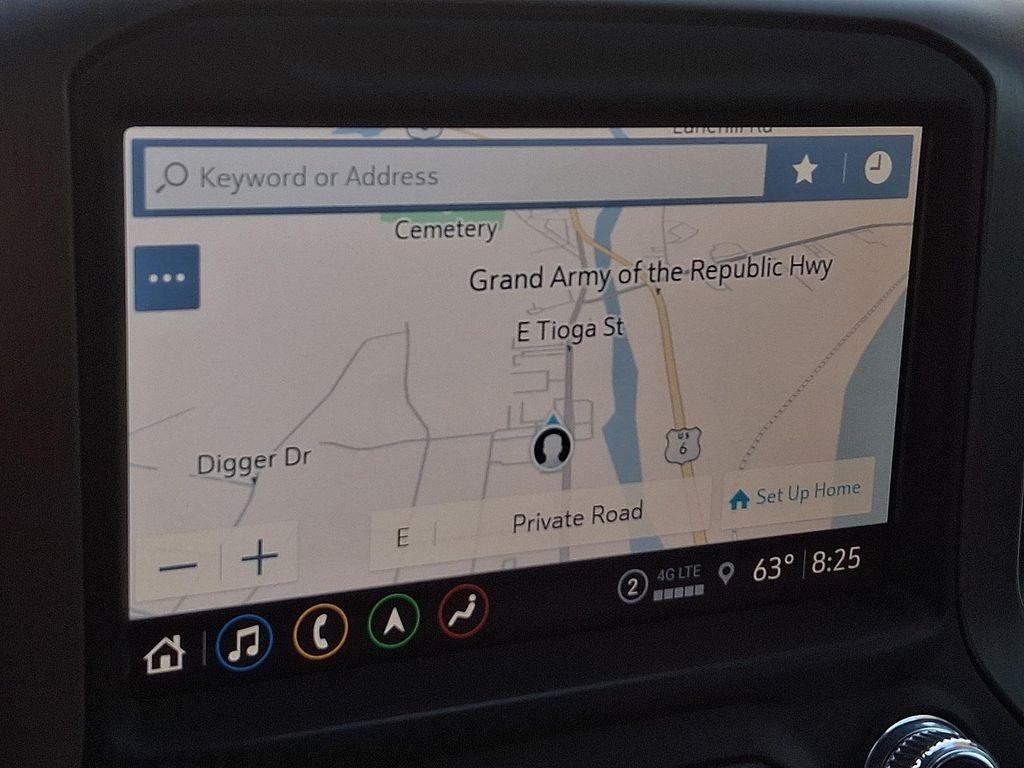 Keyword or Address
Cemetery
Grand Army of the Republic Hwy
E Tioga St
US
6
Digger Dr
Set Up Home
E
Private Road
2
4G LTE
63°
8:25